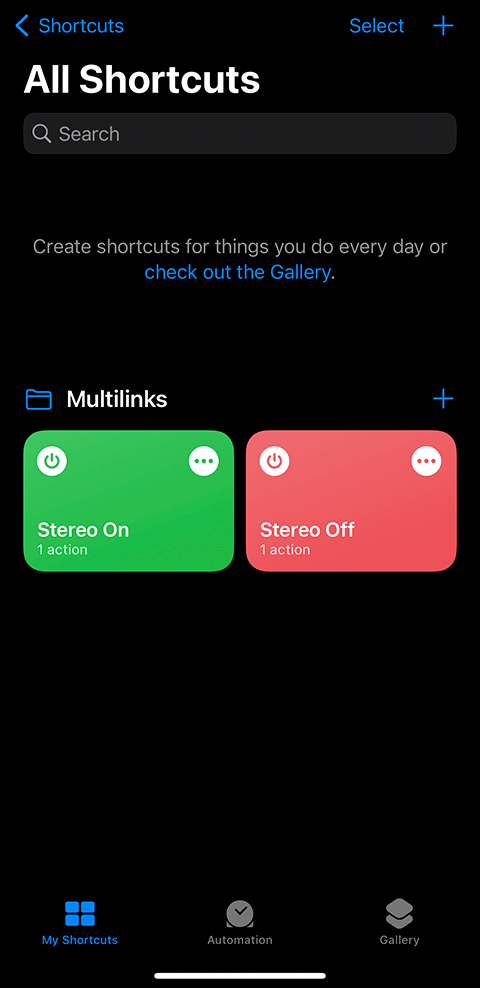 Shortcuts
Select
All Shortcuts
Search
Create shortcuts for things you do every day or
check out the Gallery.
Multilinks
Stereo On
1 action
Stereo Off
1 action
My Shortcuts
Automation
Gallery